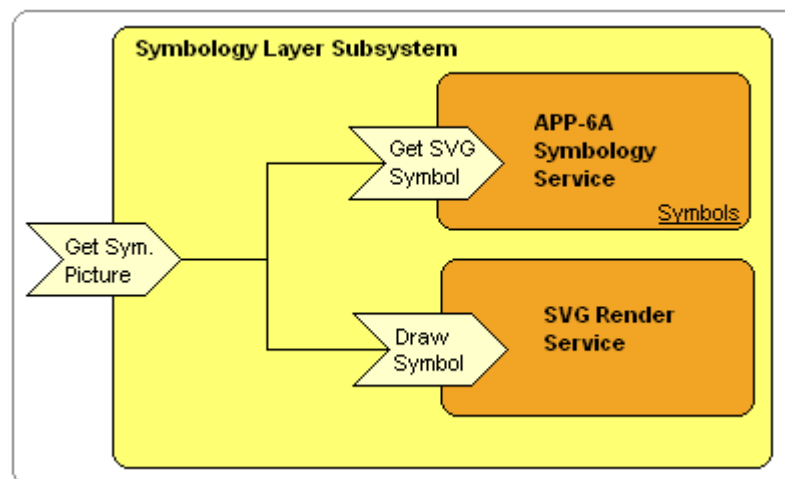 Symbology Layer Subsystem
APP-6A
Symbology
Service
Get SVG
Symbol
Symbols
Get Sym.
Picture
SVG Render
Service
Draw
Symbol